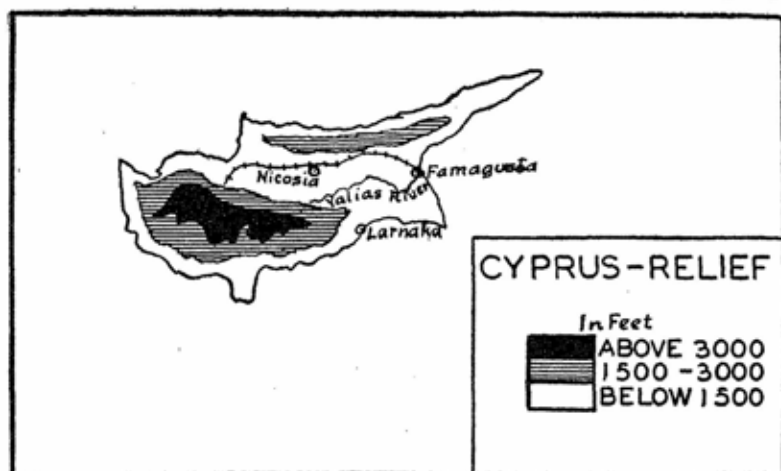 Nicosia
Famagusta
Yalias River
Larnaka
CYPRUS-RELIEF
In Feet
ABOVE 3000
1500-3000
BELOW 1500